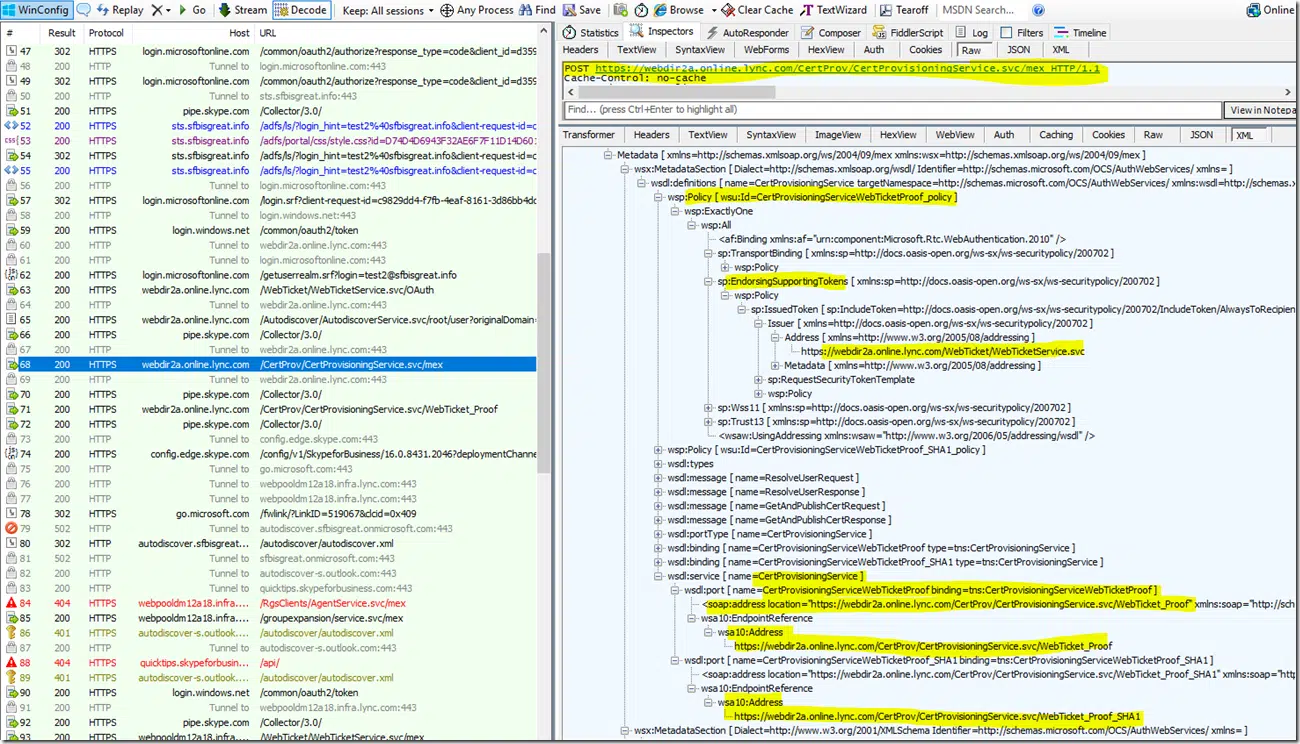 WinConfig Replay Go Stream Decode Keep: All sessions Any Process Find Save Browse Clear Cache TextWizard Tearoff MSDN Search... Online
# Result Protocol Host URL
47 302 HTTPS login.microsoftonline.com /common/oauth2/authorize?response_type=code&client_id=d359
48 200 HTTP Tunnel to login.microsoftonline.com:443
49 302 HTTPS login.microsoftonline.com /common/oauth2/authorize?response_type=code&client_id=d359
50 200 HTTP Tunnel to sts.sfbisgreat.info:443
51 200 HTTPS pipe.skype.com /Collector/3.0/
52 200 HTTPS sts.sfbisgreat.info /adfs/ls/?login_hint=test2%40sfbisgreat.info&client-request-id=c
53 200 HTTPS sts.sfbisgreat.info /adfs/portal/css/style.css?id=D74D4D6943F32AE6F7F11D14D601
54 302 HTTPS sts.sfbisgreat.info /adfs/ls/?login_hint=test2%40sfbisgreat.info&client-request-id=c
55 200 HTTPS sts.sfbisgreat.info /adfs/ls/?login_hint=test2%40sfbisgreat.info&client-request-id=c
56 200 HTTP Tunnel to login.microsoftonline.com:443
57 302 HTTPS login.microsoftonline.com /login.srf?client-request-id=c9829dd4-f7fb-4eaf-8161-3d86bb4dc
58 200 HTTP Tunnel to login.windows.net:443
59 200 HTTPS login.windows.net /common/oauth2/token
60 200 HTTP Tunnel to webdir2a.online.lync.com:443
61 200 HTTP Tunnel to login.microsoftonline.com:443
62 200 HTTPS login.microsoftonline.com /getuserrealm.srf?login=test2@sfbisgreat.info
63 200 HTTPS webdir2a.online.lync.com /WebTicket/WebTicketService.svc/OAuth
64 200 HTTP Tunnel to webdir2a.online.lync.com:443
65 200 HTTPS webdir2a.online.lync.com /Autodiscover/AutodiscoverService.svc/root/user?originalDomain=
66 200 HTTPS pipe.skype.com /Collector/3.0/
67 200 HTTP Tunnel to webdir2a.online.lync.com:443
68 200 HTTPS webdir2a.online.lync.com /CertProv/CertProvisioningService.svc/mex
69 200 HTTP Tunnel to webdir2a.online.lync.com:443
70 200 HTTPS pipe.skype.com /Collector/3.0/
71 200 HTTPS webdir2a.online.lync.com /CertProv/CertProvisioningService.svc/WebTicket_Proof
72 200 HTTPS pipe.skype.com /Collector/3.0/
73 200 HTTP Tunnel to config.edge.skype.com:443
74 200 HTTPS config.edge.skype.com /config/v1/SkypeforBusiness/16.0.8431.2046?deploymentChanne
75 200 HTTP Tunnel to go.microsoft.com:443
76 200 HTTP Tunnel to webpooldm12a18.infra.lync.com:443
77 200 HTTP Tunnel to webpooldm12a18.infra.lync.com:443
78 302 HTTPS go.microsoft.com /fwlink/?LinkID=519067&clcid=0x409
79 502 HTTP Tunnel to autodiscover.sfbisgreat.onmicrosoft.com:443
80 302 HTTP autodiscover.sfbisgreat... /autodiscover/autodiscover.xml
81 502 HTTP Tunnel to sfbisgreat.onmicrosoft.com:443
82 200 HTTP Tunnel to autodiscover-s.outlook.com:443
83 200 HTTP Tunnel to quicktips.skypeforbusiness.com:443
84 404 HTTPS webpooldm12a18.infra... /RgsClients/AgentService.svc/mex
85 200 HTTPS webpooldm12a18.infra... /groupexpansion/service.svc/mex
86 401 HTTPS autodiscover-s.outlook... /autodiscover/autodiscover.xml
87 200 HTTP Tunnel to autodiscover-s.outlook.com:443
88 404 HTTPS quicktips.skypeforbusin... /api/
89 401 HTTPS autodiscover-s.outlook... /autodiscover/autodiscover.xml
90 200 HTTPS login.windows.net /common/oauth2/token
91 200 HTTP Tunnel to webpooldm12a18.infra.lync.com:443
92 200 HTTPS pipe.skype.com /Collector/3.0/
93 200 HTTPS webpooldm12a18.infra... /WebTicket/WebTicketService.svc/mex
Statistics Inspectors AutoResponder Composer FiddlerScript Log Filters Timeline
Headers TextView SyntaxView WebForms HexView Auth Cookies Raw JSON XML
POST https://webdir2a.online.lync.com/CertProv/CertProvisioningService.svc/mex HTTP/1.1
Cache-Control: no-cache
Find... (press Ctrl+Enter to highlight all) View in Notepa
Transformer Headers TextView SyntaxView ImageView HexView WebView Auth Caching Cookies Raw JSON XML
Metadata [ xmlns=http://schemas.xmlsoap.org/ws/2004/09/mex xmlns:wsx=http://schemas.xmlsoap.org/ws/2004/09/mex ]
wsx:MetadataSection [ Dialect=http://schemas.xmlsoap.org/wsdl/ Identifier=http://schemas.microsoft.com/OCS/AuthWebServices/ xmlns= ]
wsdl:definitions [ name=CertProvisioningService targetNamespace=http://schemas.microsoft.com/OCS/AuthWebServices/ xmlns:wsdl=http://schemas.x
wsp:Policy [ wsu:Id=CertProvisioningServiceWebTicketProof_policy ]
wsp:ExactlyOne
wsp:All
<af:Binding xmlns:af="urn:component:Microsoft.Rtc.WebAuthentication.2010" />
sp:TransportBinding [ xmlns:sp=http://docs.oasis-open.org/ws-sx/ws-securitypolicy/200702 ]
wsp:Policy
sp:EndorsingSupportingTokens [ xmlns:sp=http://docs.oasis-open.org/ws-sx/ws-securitypolicy/200702 ]
wsp:Policy
sp:IssuedToken [ sp:IncludeToken=http://docs.oasis-open.org/ws-sx/ws-securitypolicy/200702/IncludeToken/AlwaysToRecipien
Issuer [ xmlns=http://docs.oasis-open.org/ws-sx/ws-securitypolicy/200702 ]
Address [ xmlns=http://www.w3.org/2005/08/addressing ]
https://webdir2a.online.lync.com/WebTicket/WebTicketService.svc
Metadata [ xmlns=http://www.w3.org/2005/08/addressing ]
sp:RequestSecurityTokenTemplate
wsp:Policy
sp:Wss11 [ xmlns:sp=http://docs.oasis-open.org/ws-sx/ws-securitypolicy/200702 ]
sp:Trust13 [ xmlns:sp=http://docs.oasis-open.org/ws-sx/ws-securitypolicy/200702 ]
<wsaw:UsingAddressing xmlns:wsaw="http://www.w3.org/2006/05/addressing/wsdl" />
wsp:Policy [ wsu:Id=CertProvisioningServiceWebTicketProof_SHA1_policy ]
wsdl:types
wsdl:message [ name=ResolveUserRequest ]
wsdl:message [ name=ResolveUserResponse ]
wsdl:message [ name=GetAndPublishCertRequest ]
wsdl:message [ name=GetAndPublishCertResponse ]
wsdl:portType [ name=CertProvisioningService ]
wsdl:binding [ name=CertProvisioningServiceWebTicketProof type=tns:CertProvisioningService ]
wsdl:binding [ name=CertProvisioningServiceWebTicketProof_SHA1 type=tns:CertProvisioningService ]
wsdl:service [ name=CertProvisioningService ]
wsdl:port [ name=CertProvisioningServiceWebTicketProof binding=tns:CertProvisioningServiceWebTicketProof ]
<soap:address location="https://webdir2a.online.lync.com/CertProv/CertProvisioningService.svc/WebTicket_Proof" xmlns:soap="http://sch
wsa10:EndpointReference
wsa10:Address
https://webdir2a.online.lync.com/CertProv/CertProvisioningService.svc/WebTicket_Proof
wsdl:port [ name=CertProvisioningServiceWebTicketProof_SHA1 binding=tns:CertProvisioningServiceWebTicketProof_SHA1 ]
<soap:address location="https://webdir2a.online.lync.com/CertProv/CertProvisioningService.svc/WebTicket_Proof_SHA1" xmlns:soap="htt
wsa10:EndpointReference
wsa10:Address
https://webdir2a.online.lync.com/CertProv/CertProvisioningService.svc/WebTicket_Proof_SHA1
wsx:MetadataSection [ Dialect=http://www.w3.org/2001/XMLSchema Identifier=http://schemas.microsoft.com/OCS/AuthWebServices/ xmlns= ]